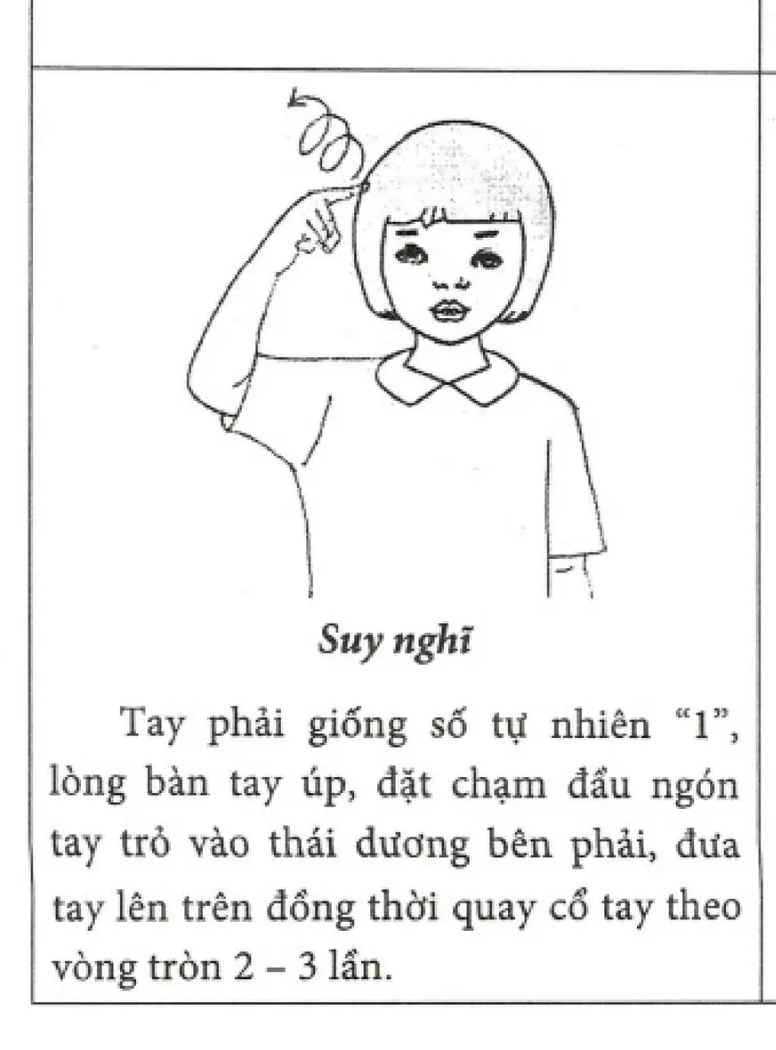 Suy nghĩ
Tay phải giống số tự nhiên “1”,
lòng bàn tay úp, đặt chạm đầu ngón
tay trỏ vào thái dương bên phải, đưa
tay lên trên đồng thời quay cổ tay theo
vòng tròn 2 – 3 lần.